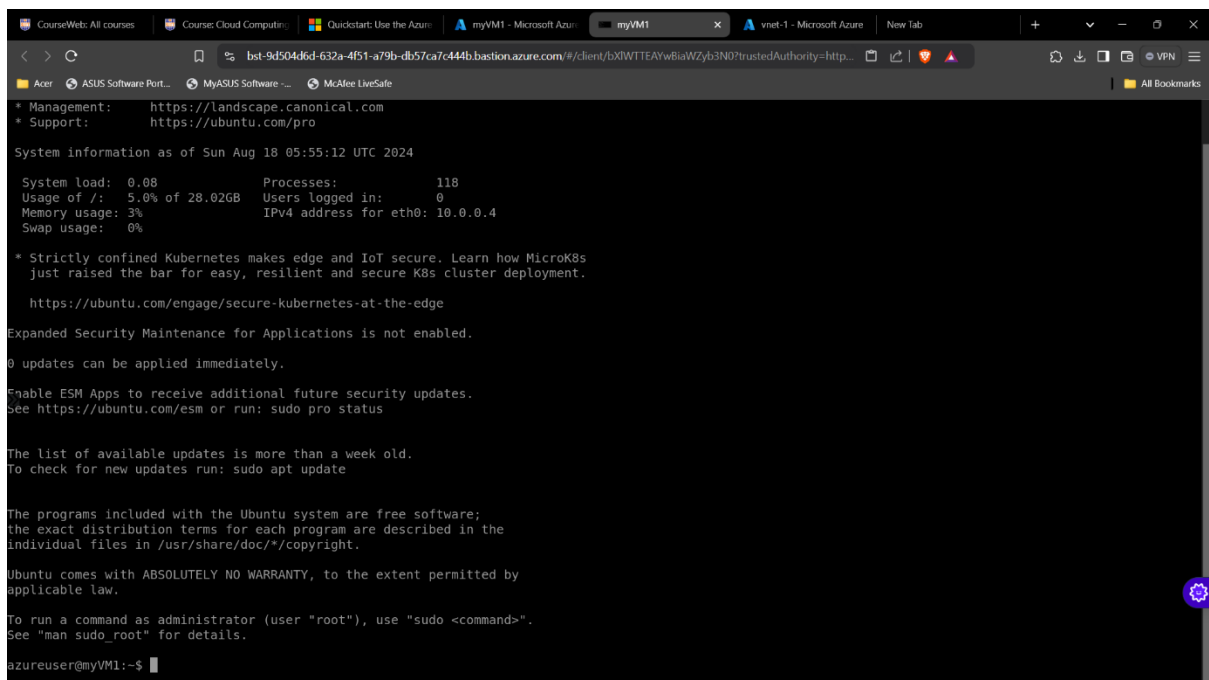 CourseWeb: All courses
Course: Cloud Computing
Quickstart: Use the Azure
myVM1 - Microsoft Azur
myVM1
vnet-1 - Microsoft Azure
New Tab
bst-9d504d6d-632a-4f51-a79b-db57ca7c444b.bastion.azure.com/#/client/bXlWTTEAYwBiaWZyb3N0?trustedAuthority=http...
VPN
Acer
ASUS Software Port...
MyASUS Software -...
McAfee LiveSafe
All Bookmarks
* Management: https://landscape.canonical.com
* Support: https://ubuntu.com/pro
System information as of Sun Aug 18 05:55:12 UTC 2024
System load: 0.08 Processes: 118
Usage of /: 5.0% of 28.02GB Users logged in: 0
Memory usage: 3% IPv4 address for eth0: 10.0.0.4
Swap usage: 0%
* Strictly confined Kubernetes makes edge and IoT secure. Learn how MicroK8s
just raised the bar for easy, resilient and secure K8s cluster deployment.
https://ubuntu.com/engage/secure-kubernetes-at-the-edge
Expanded Security Maintenance for Applications is not enabled.
0 updates can be applied immediately.
Enable ESM Apps to receive additional future security updates.
See https://ubuntu.com/esm or run: sudo pro status
The list of available updates is more than a week old.
To check for new updates run: sudo apt update
The programs included with the Ubuntu system are free software;
the exact distribution terms for each program are described in the
individual files in /usr/share/doc/*/copyright.
Ubuntu comes with ABSOLUTELY NO WARRANTY, to the extent permitted by
applicable law.
To run a command as administrator (user "root"), use "sudo <command>".
See "man sudo_root" for details.
azureuser@myVM1:~$